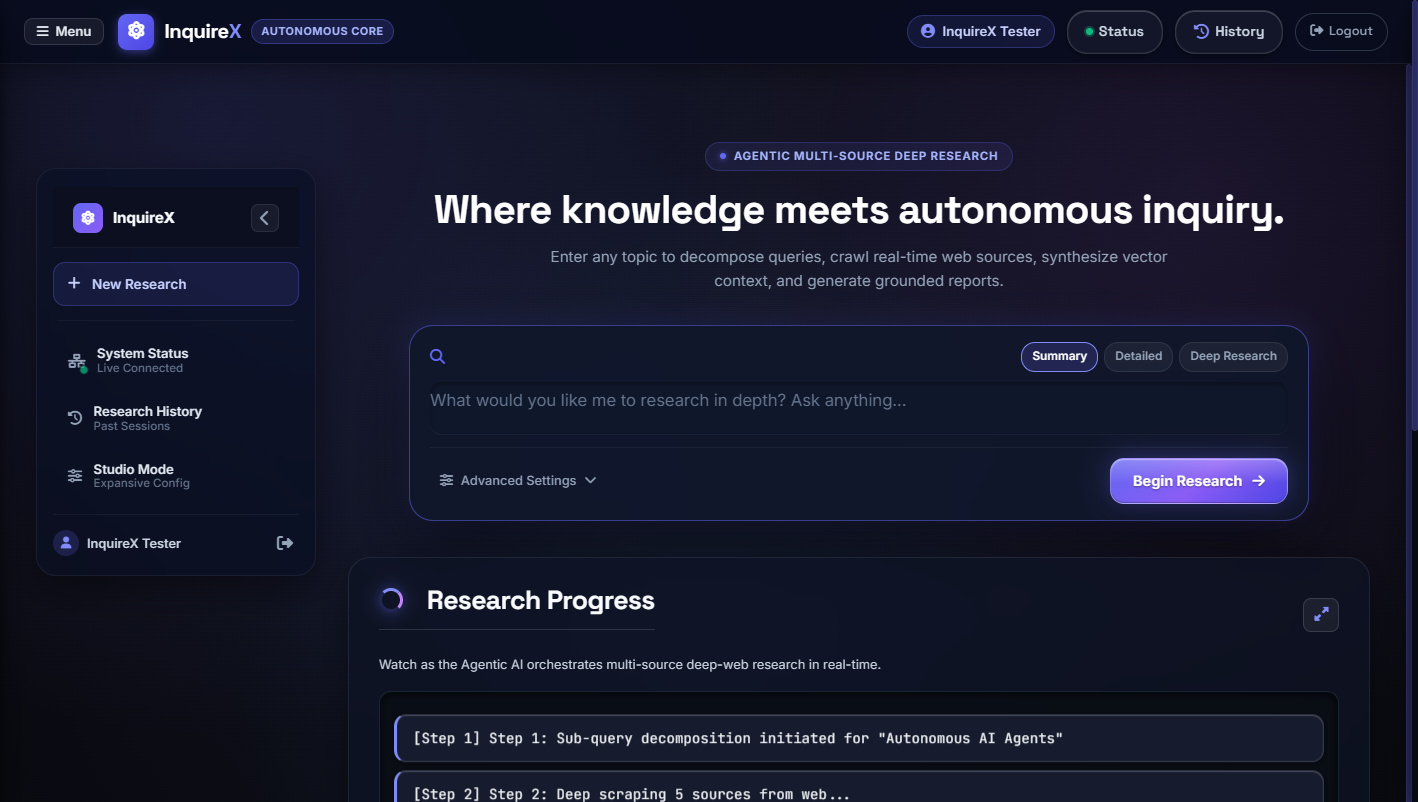 Menu
InquireX
AUTONOMOUS CORE
InquireX Tester
Status
History
Logout
InquireX
New Research
System Status
Live Connected
Research History
Past Sessions
Studio Mode
Expansive Config
InquireX Tester
AGENTIC MULTI-SOURCE DEEP RESEARCH
Where knowledge meets autonomous inquiry.
Enter any topic to decompose queries, crawl real-time web sources, synthesize vector
context, and generate grounded reports.
Summary
Detailed
Deep Research
What would you like me to research in depth? Ask anything...
Advanced Settings
Begin Research
Research Progress
Watch as the Agentic AI orchestrates multi-source deep-web research in real-time.
[Step 1] Step 1: Sub-query decomposition initiated for "Autonomous AI Agents"
[Step 2] Step 2: Deep scraping 5 sources from web...